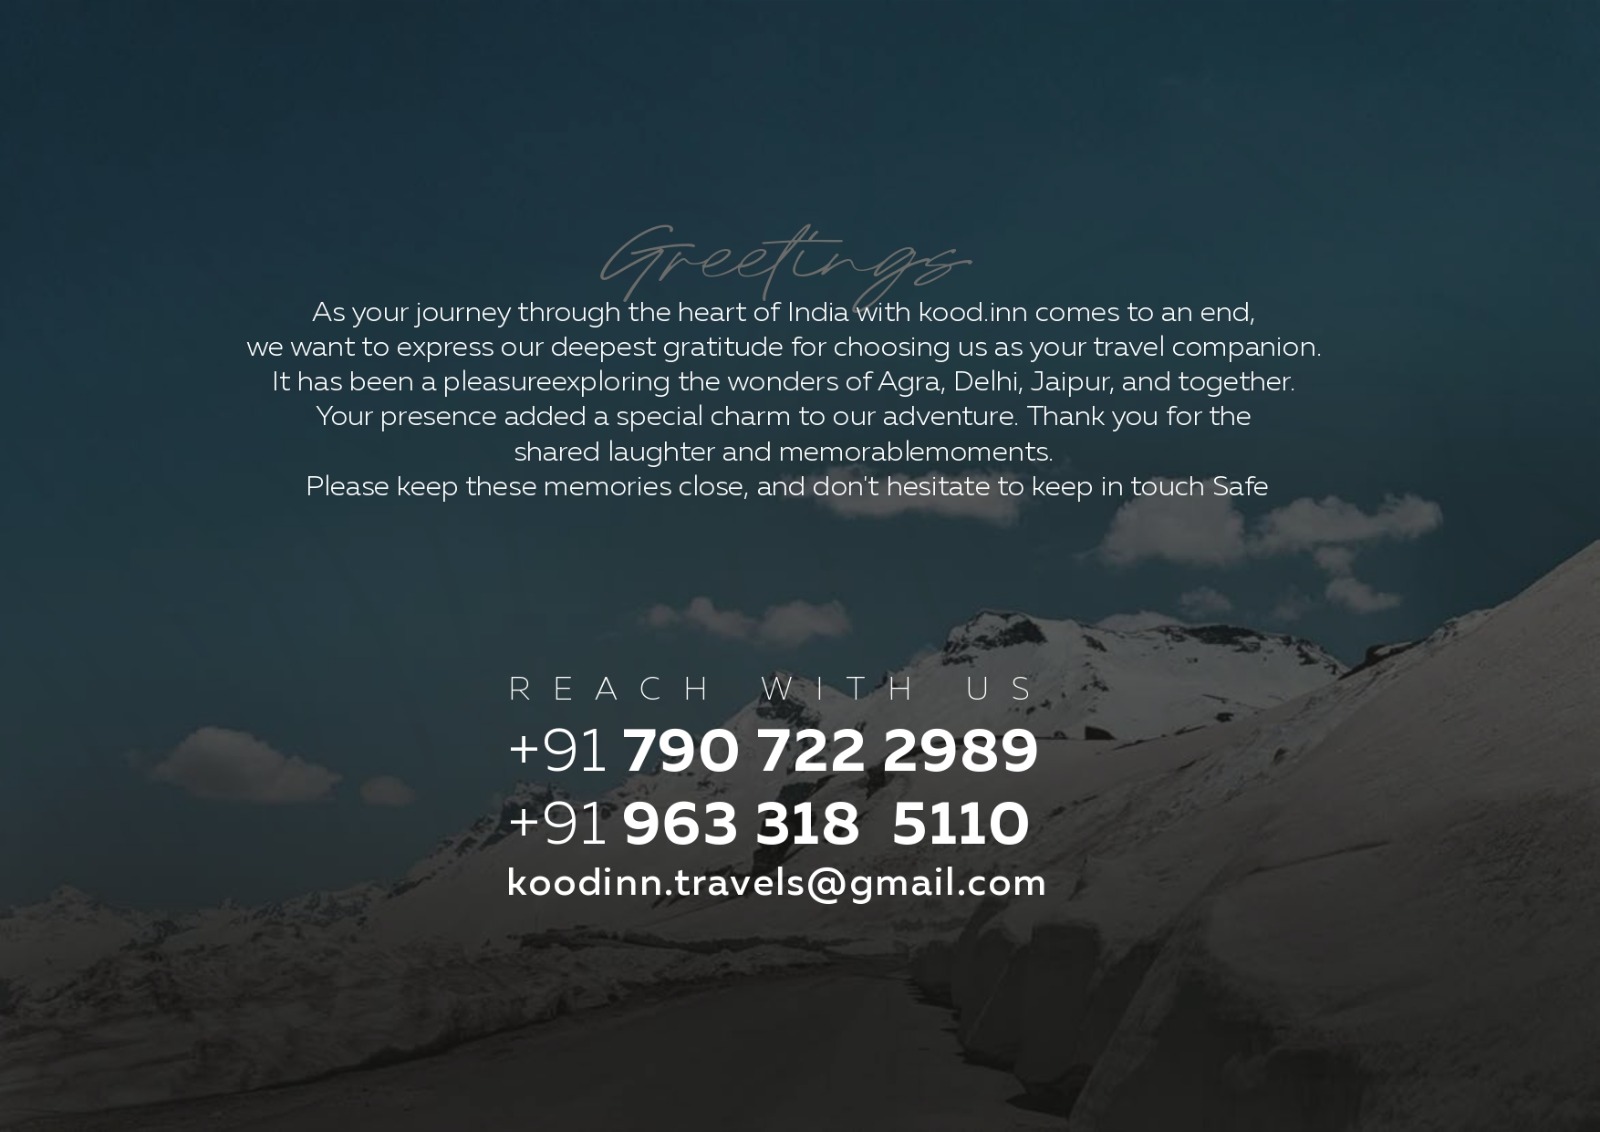 Greetings
As your journey through the heart of India with kood.inn comes to an end,
we want to express our deepest gratitude for choosing us as your travel companion.
It has been a pleasureexploring the wonders of Agra, Delhi, Jaipur, and together.
Your presence added a special charm to our adventure. Thank you for the
shared laughter and memorablemoments.
Please keep these memories close, and don't hesitate to keep in touch Safe
REACH WITH US
+91 790 722 2989
+91 963 318 5110
koodinn.travels@gmail.com